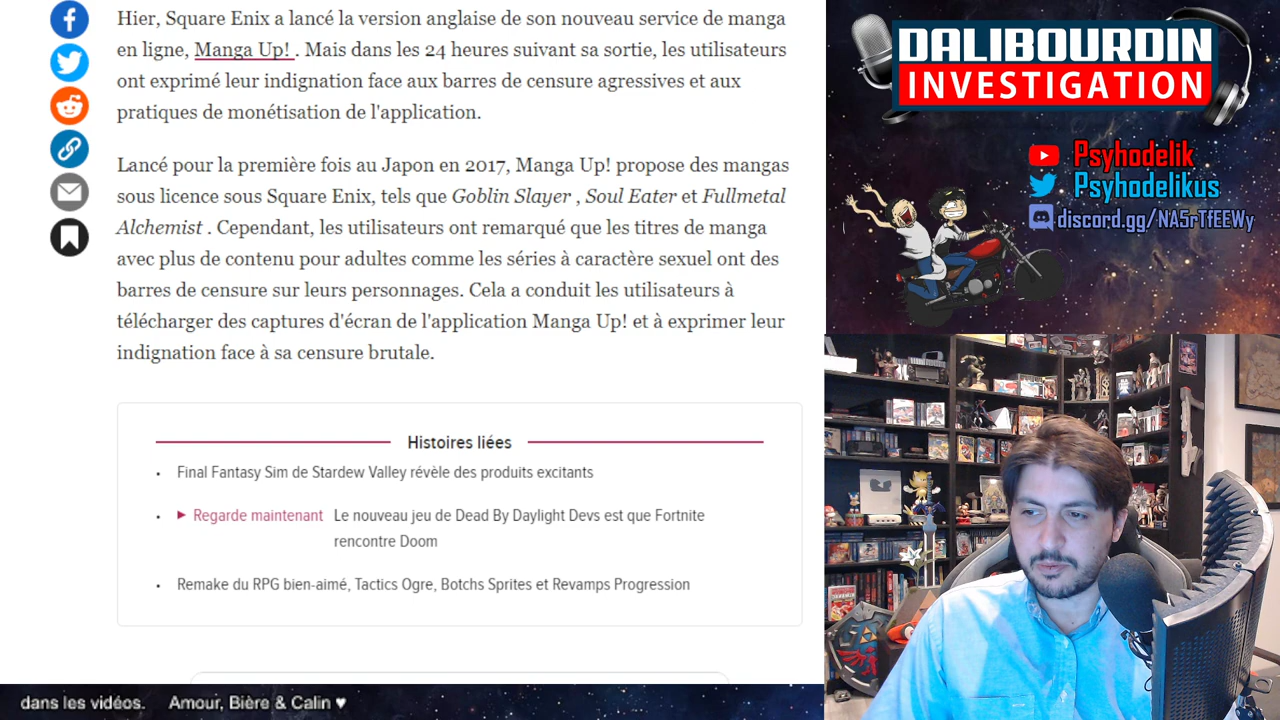 Hier, Square Enix a lancé la version anglaise de son nouveau service de manga
en ligne, Manga Up! . Mais dans les 24 heures suivant sa sortie, les utilisateurs
ont exprimé leur indignation face aux barres de censure agressives et aux
pratiques de monétisation de l'application.
Lancé pour la première fois au Japon en 2017, Manga Up! propose des mangas
sous licence sous Square Enix, tels que Goblin Slayer , Soul Eater et Fullmetal
Alchemist . Cependant, les utilisateurs ont remarqué que les titres de manga
avec plus de contenu pour adultes comme les séries à caractère sexuel ont des
barres de censure sur leurs personnages. Cela a conduit les utilisateurs à
télécharger des captures d'écran de l'application Manga Up! et à exprimer leur
indignation face à sa censure brutale.
Histoires liées
• Final Fantasy Sim de Stardew Valley révèle des produits excitants
• Regarde maintenant Le nouveau jeu de Dead By Daylight Devs est que Fortnite
rencontre Doom
• Remake du RPG bien-aimé, Tactics Ogre, Botchs Sprites et Revamps Progression
dans les vidéos. Amour, Bière & Calin ♥
DALIBOURDIN
INVESTIGATION
Psyhodelik
Psyhodelikus
discord.gg/NA5rTfEEWy